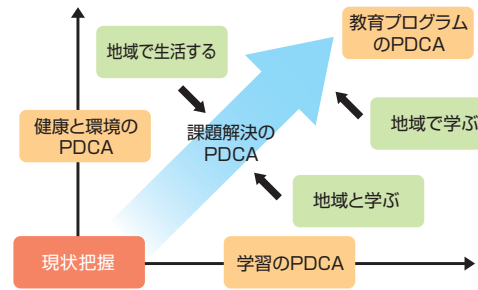 教育プログラム
のPDCA
地域で生活する
健康と環境の
PDCA
課題解決の
PDCA
地域で学ぶ
地域と学ぶ
現状把握
学習のPDCA